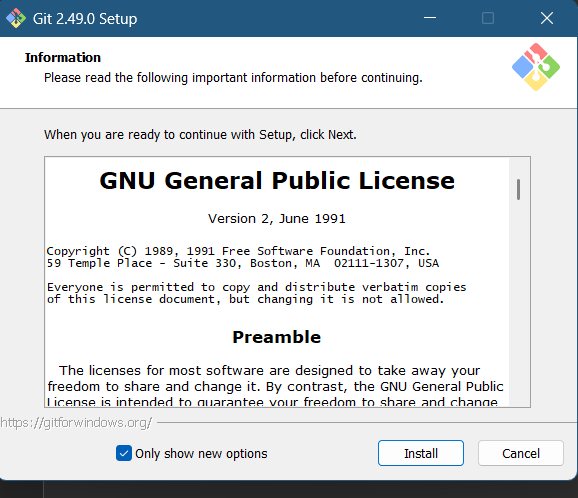 Git 2.49.0 Setup
Information
Please read the following important information before continuing.
When you are ready to continue with Setup, click Next.
GNU General Public License
Version 2, June 1991
Copyright (C) 1989, 1991 Free Software Foundation, Inc.
59 Temple Place - Suite 330, Boston, MA  02111-1307, USA
Everyone is permitted to copy and distribute verbatim copies
of this license document, but changing it is not allowed.
Preamble
The licenses for most software are designed to take away your
freedom to share and change it. By contrast, the GNU General Public
License is intended to guarantee your freedom to share and change
https://gitforwindows.org/
Only show new options
Install
Cancel